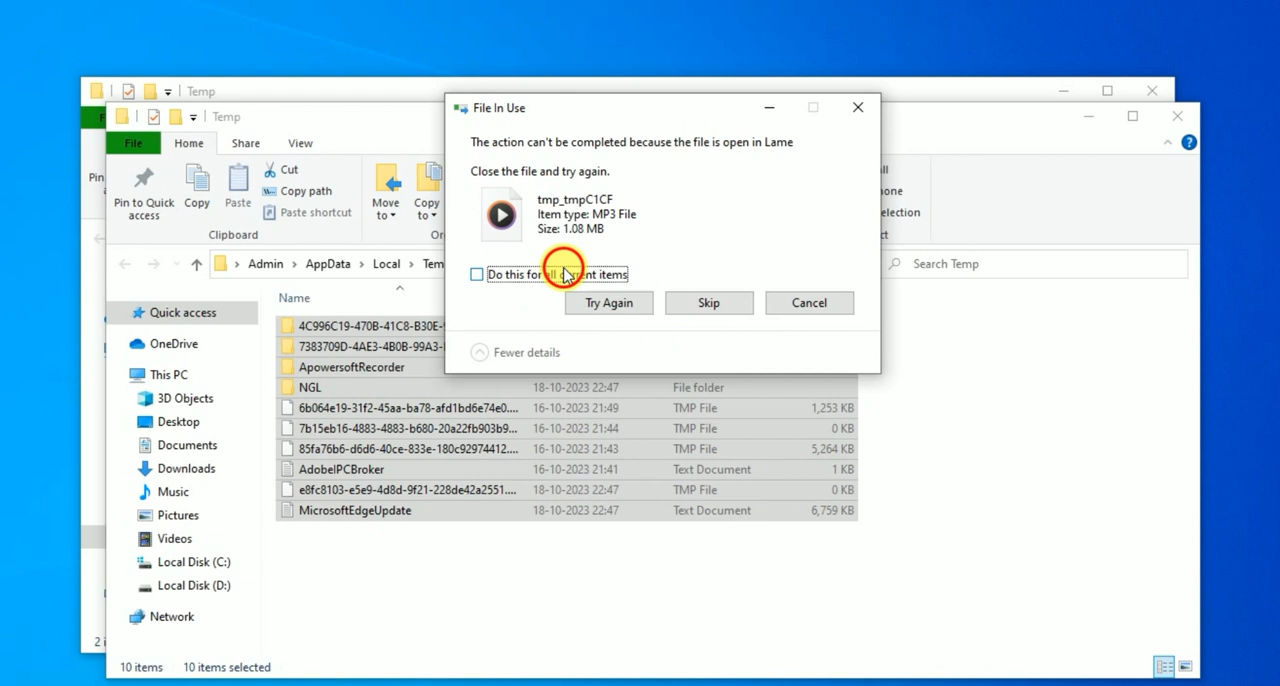 Temp
Temp
File
Home
Share
View
Pin to Quick
access
Copy
Paste
Cut
Copy path
Paste shortcut
Move
to
Copy
to
Clipboard
Admin > AppData > Local >
Search Temp
Name
Quick access
OneDrive
This PC
3D Objects
Desktop
Documents
Downloads
Music
Pictures
Videos
Local Disk (C:)
Local Disk (D:)
Network
4C996C19-470B-41C8-B30E-
7383709D-4AE3-4B0B-99A3-
ApowersoftRecorder
NGL 18-10-2023 22:47 File folder
6b064e19-31f2-45aa-ba78-afd1bd6e74e0.... 16-10-2023 21:49 TMP File 1,253 KB
7b15eb16-4883-4883-b680-20a22fb903b9... 16-10-2023 21:44 TMP File 0 KB
85fa76b6-d6d6-40ce-833e-180c92974412.... 16-10-2023 21:43 TMP File 5,264 KB
AdobeIPCBroker 16-10-2023 21:41 Text Document 1 KB
e8fc8103-e5e9-4d8d-9f21-228de42a2551.... 18-10-2023 22:47 TMP File 0 KB
MicrosoftEdgeUpdate 18-10-2023 22:47 Text Document 6,759 KB
10 items 10 items selected
File In Use
The action can't be completed because the file is open in Lame
Close the file and try again.
tmp_tmpC1CF
Item type: MP3 File
Size: 1.08 MB
Do this for all current items
Try Again
Skip
Cancel
Fewer details